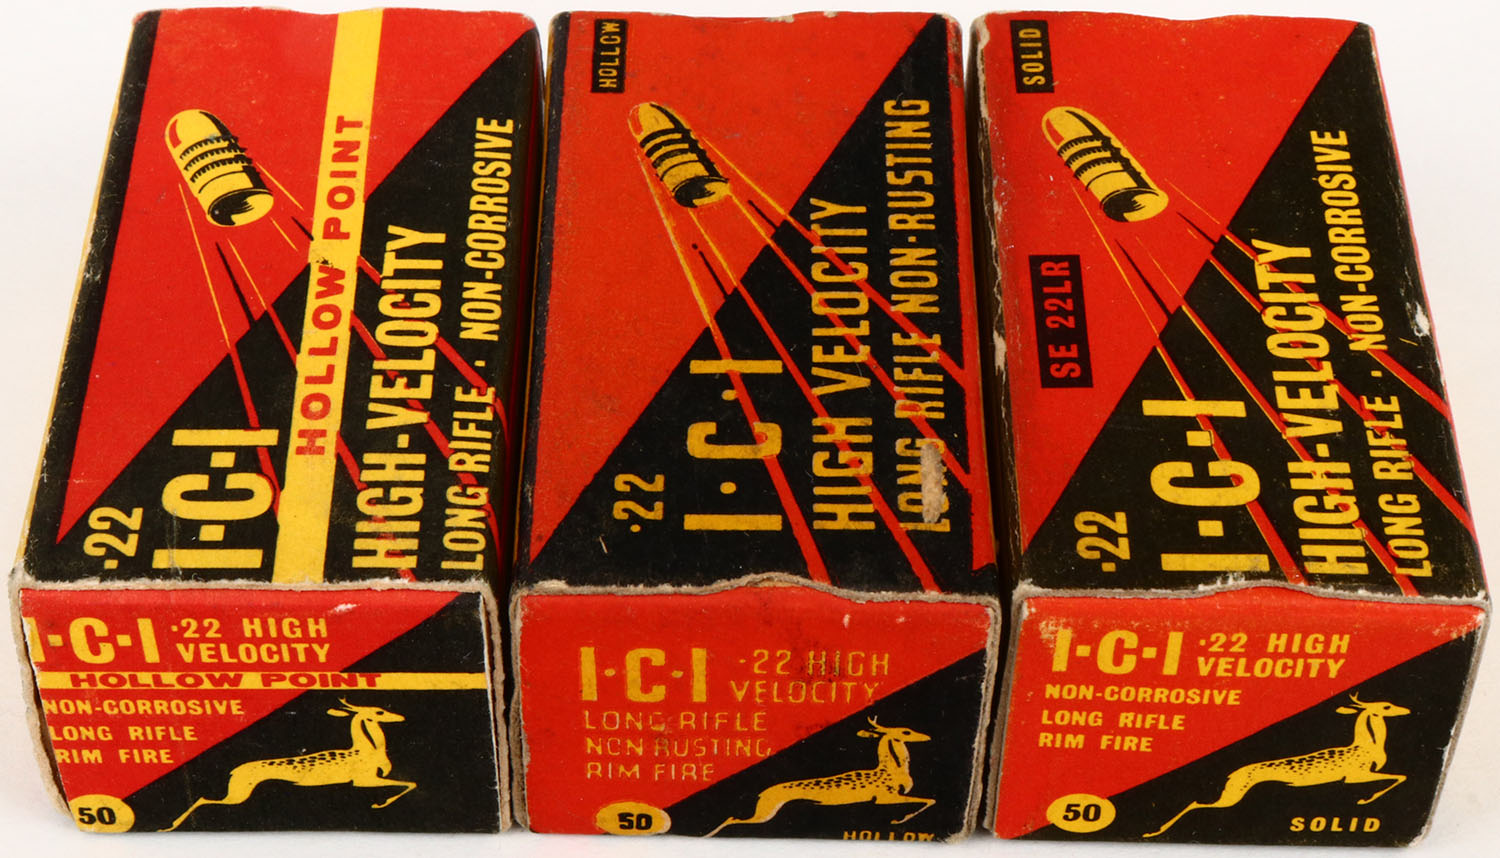 HOLLOW POINT
.22
I·C·I
HIGH-VELOCITY
LONG RIFLE · NON-CORROSIVE
I·C·I .22 HIGH
VELOCITY
HOLLOW POINT
NON-CORROSIVE
LONG RIFLE
RIM FIRE
50
HOLLOW
.22
I·C·I
HIGH VELOCITY
LONG RIFLE NON-RUSTING
I·C·I .22 HIGH
VELOCITY
LONG RIFLE
NON RUSTING
RIM FIRE
50
HOLLOW
SOLID
SE 22LR
.22
I·C·I
HIGH-VELOCITY
LONG RIFLE · NON-CORROSIVE
I·C·I .22 HIGH
VELOCITY
NON-CORROSIVE
LONG RIFLE
RIM FIRE
50
SOLID